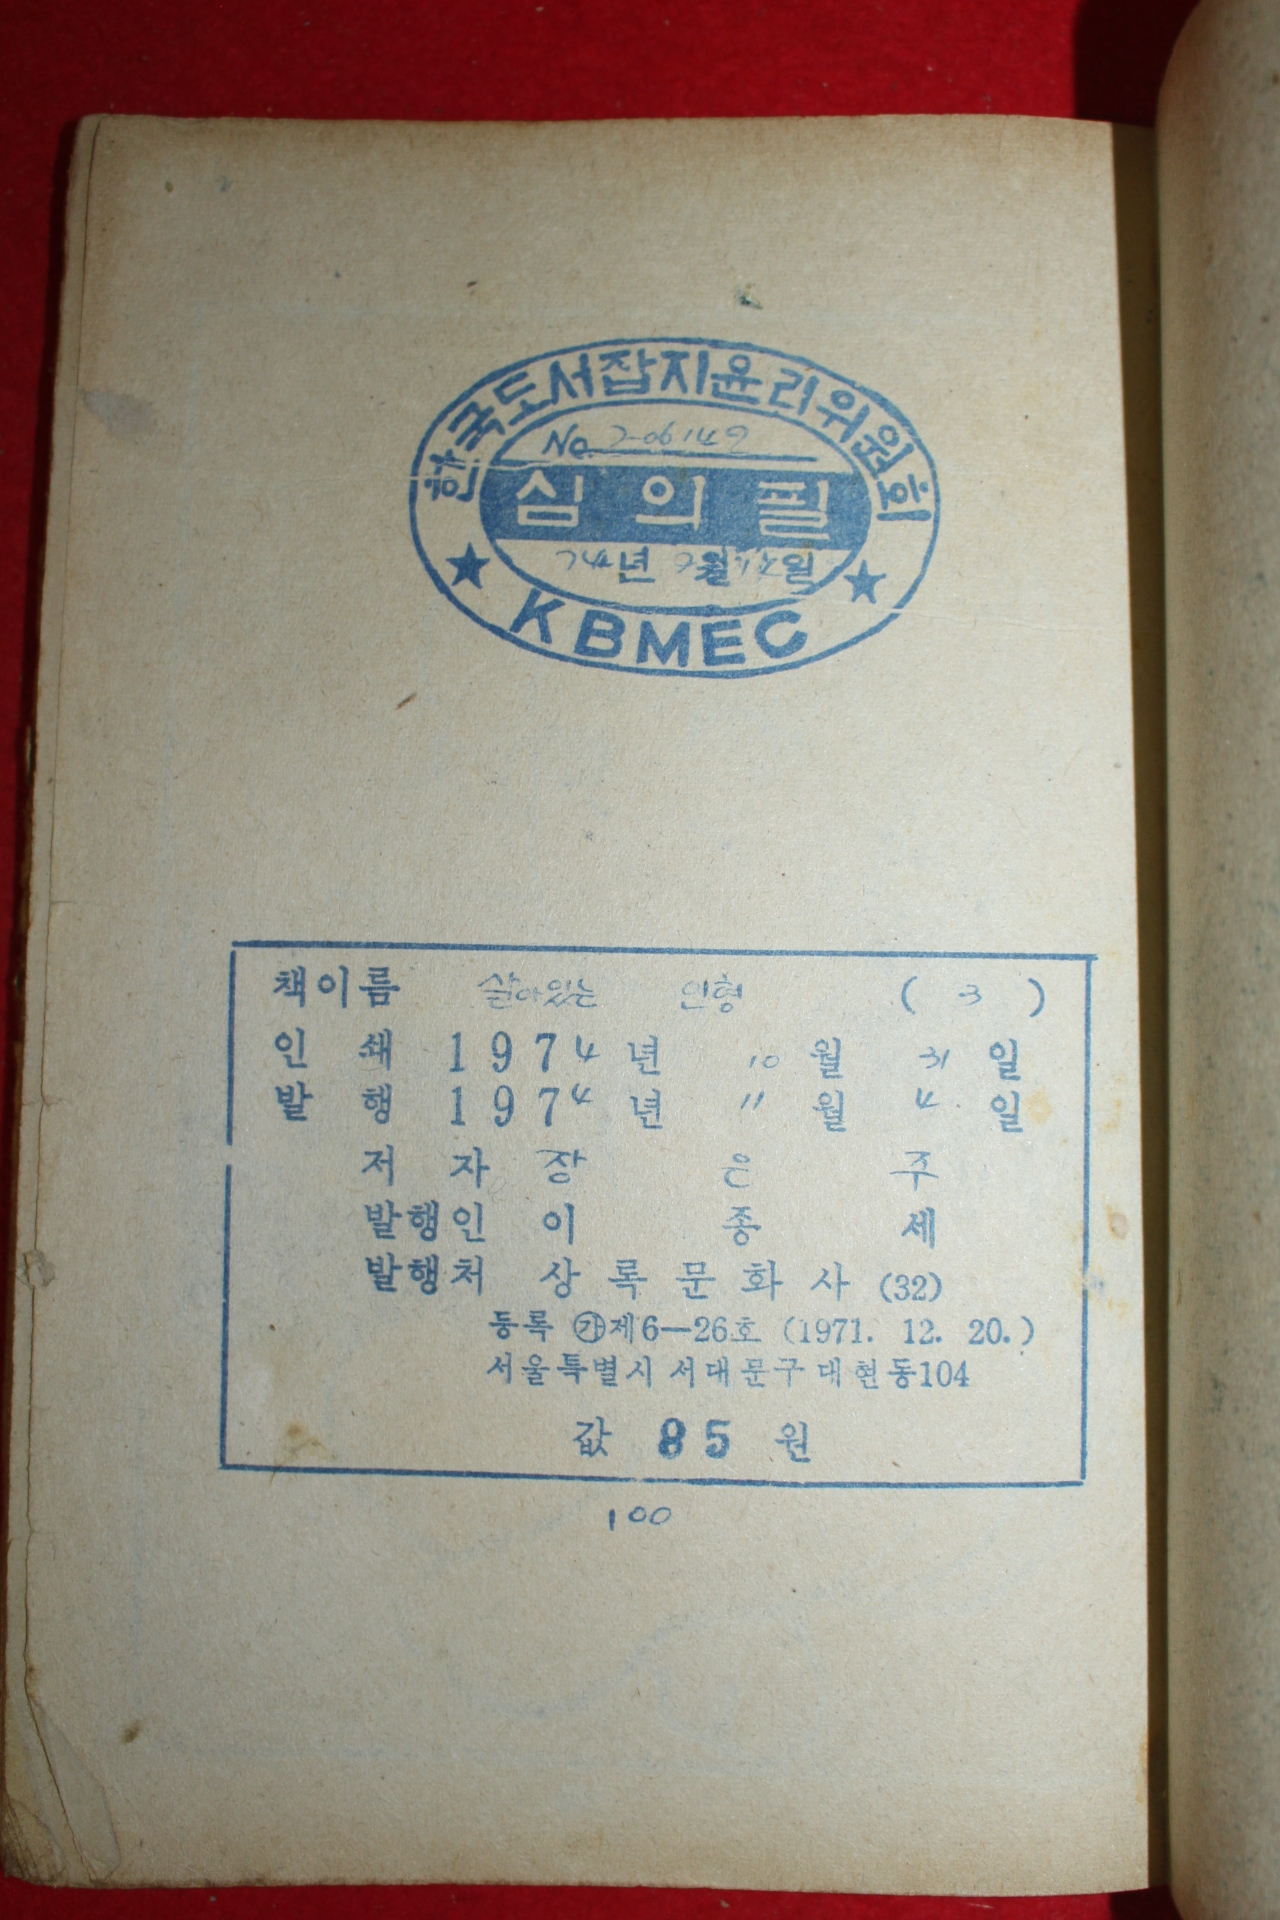 한국도서잡지윤리위원회
No. 7-06149
심의필
74년 월 일
★ KBMEC ★
책이름 살아있는 인형 ( 3 )
인쇄 1974년 10월 31일
발행 1974년 11월 4일
저자 장은주
발행인 이종세
발행처 상록문화사 (32)
등록 ㉮제6—26호 (1971. 12. 20.)
서울특별시 서대문구 대현동104
값 85 원
100